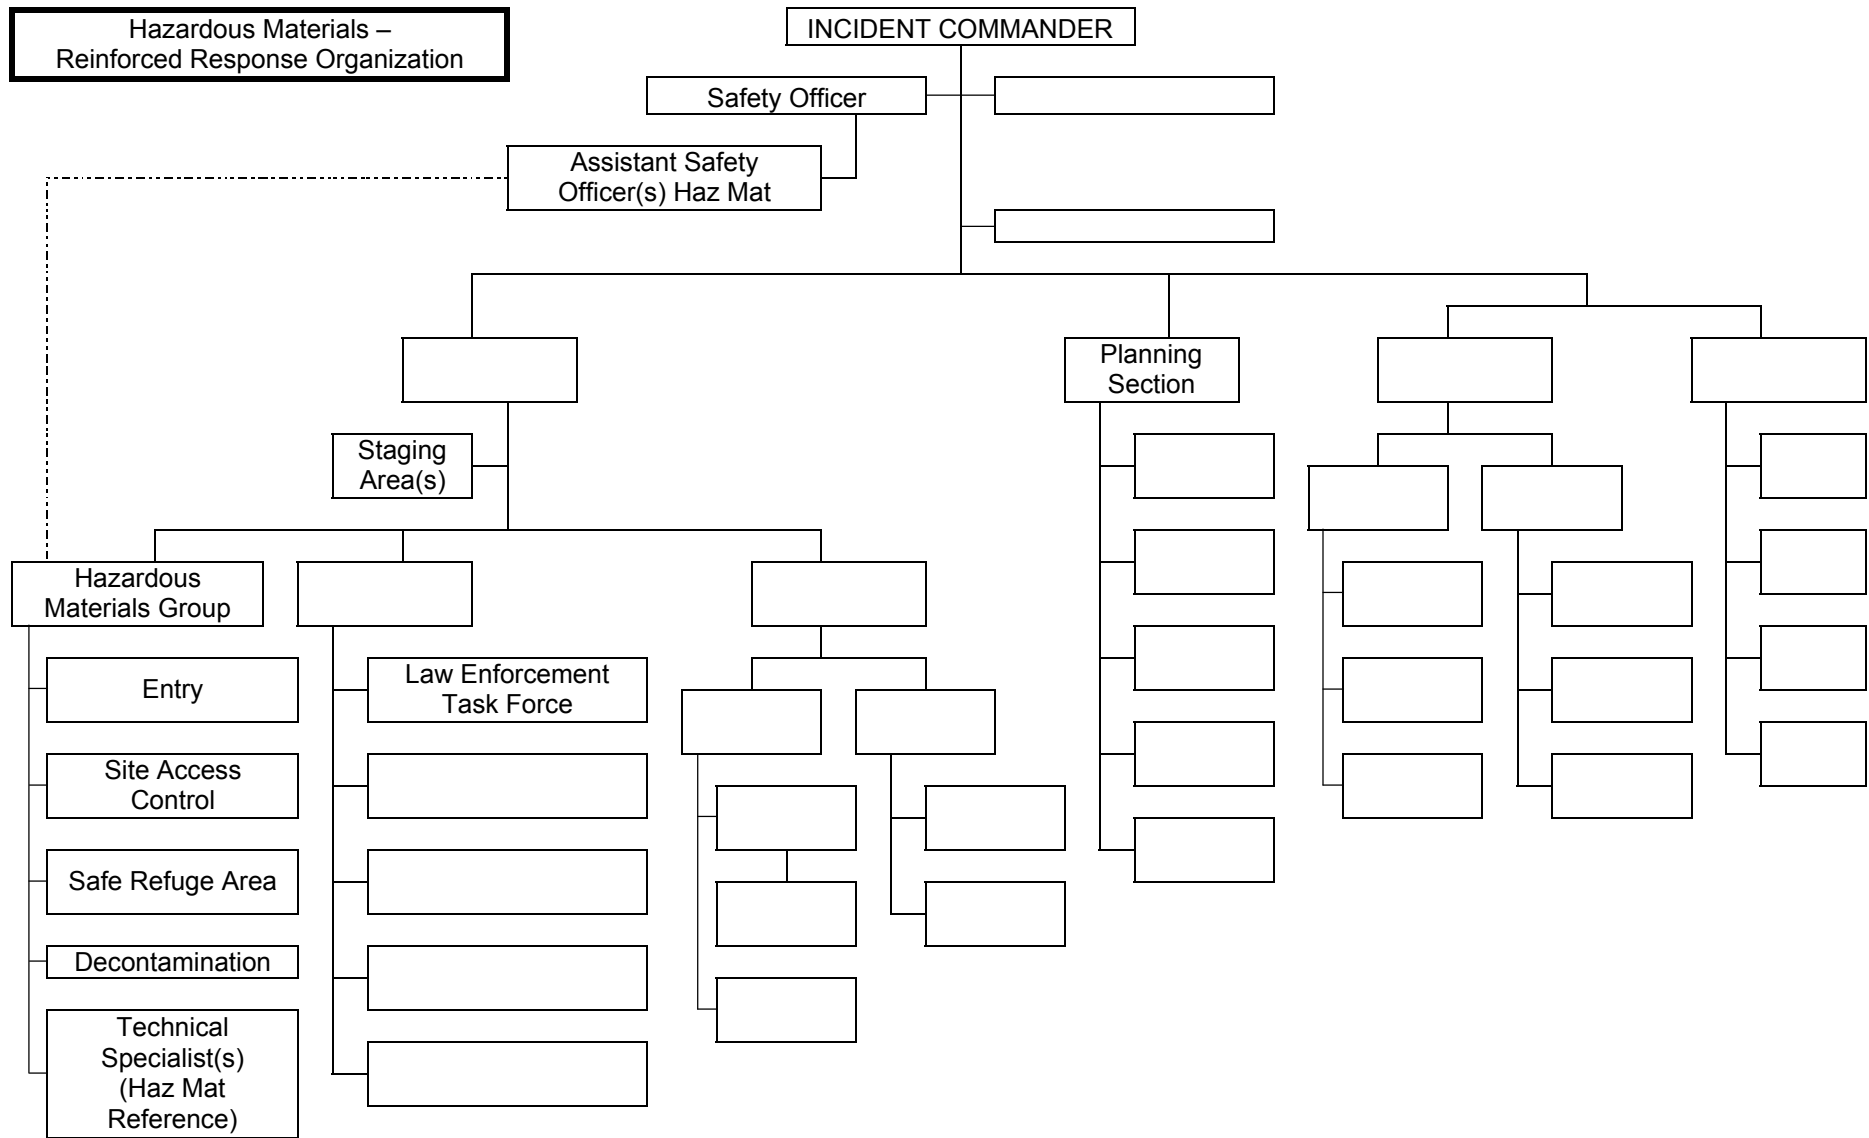 Hazardous Materials –
Reinforced Response Organization
INCIDENT COMMANDER
Safety Officer
Assistant Safety
Officer(s) Haz Mat
Planning
Section
Staging
Area(s)
Hazardous
Materials Group
Entry
Site Access
Control
Safe Refuge Area
Decontamination
Technical
Specialist(s)
(Haz Mat
Reference)
Law Enforcement
Task Force